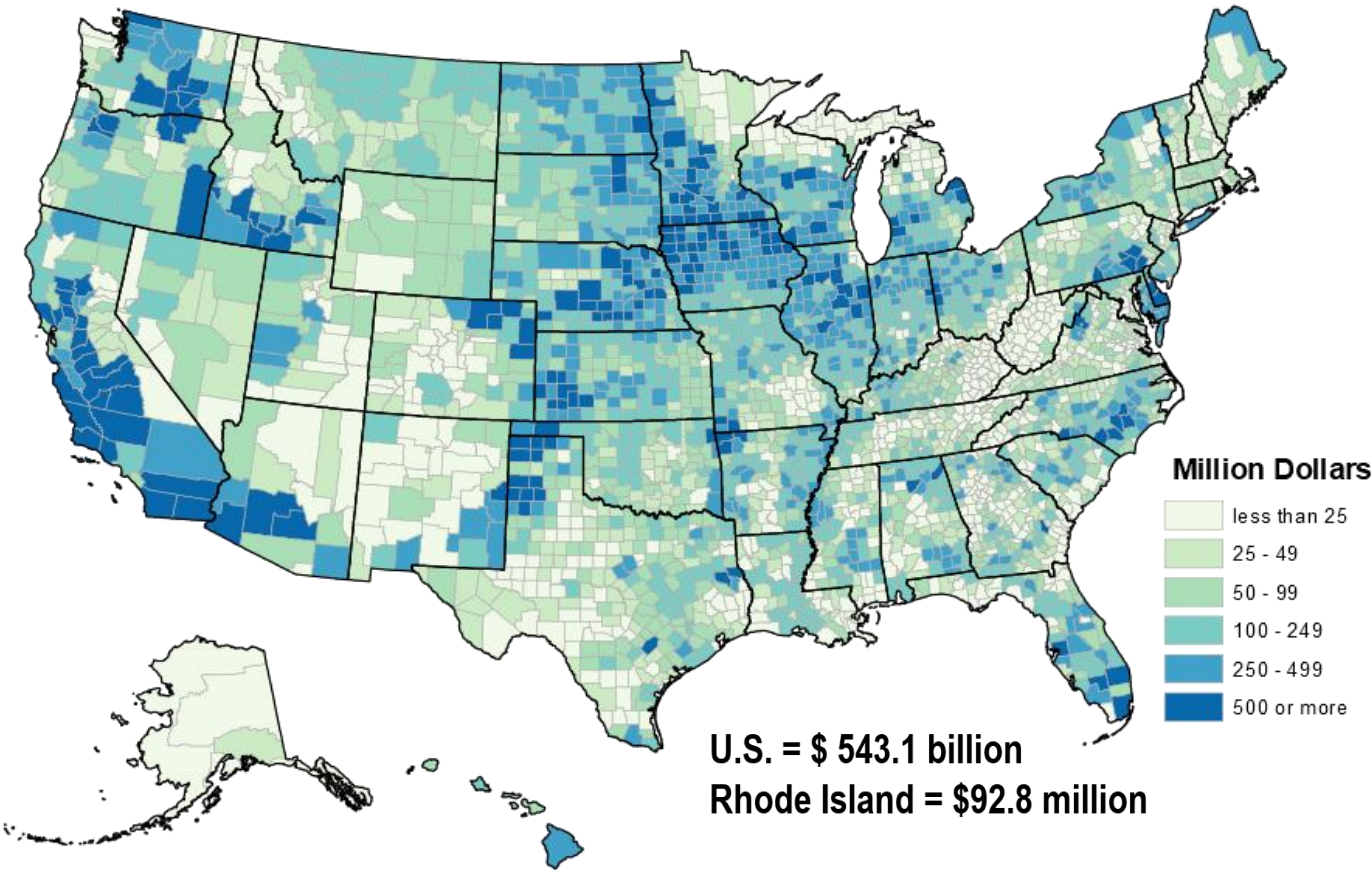 Million Dollars
less than 25
25 - 49
50 - 99
100 - 249
250 - 499
500 or more
U.S. = $ 543.1 billion
Rhode Island = $92.8 million